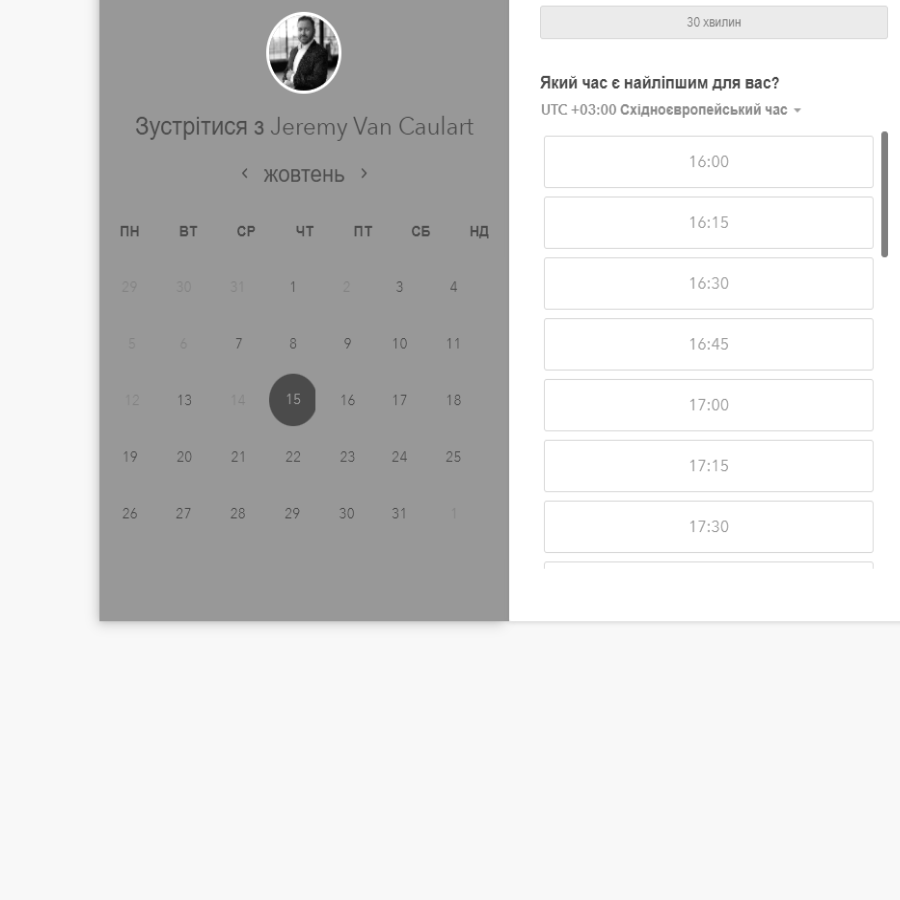 Зустрітися з Jeremy Van Caulart
жовтень
ПН ВТ СР ЧТ ПТ СБ НД
29 30 31 1 2 3 4
5 6 7 8 9 10 11
12 13 14 15 16 17 18
19 20 21 22 23 24 25
26 27 28 29 30 31 1
30 хвилин
Який час є найліпшим для вас?
UTC +03:00 Східноєвропейський час
16:00
16:15
16:30
16:45
17:00
17:15
17:30